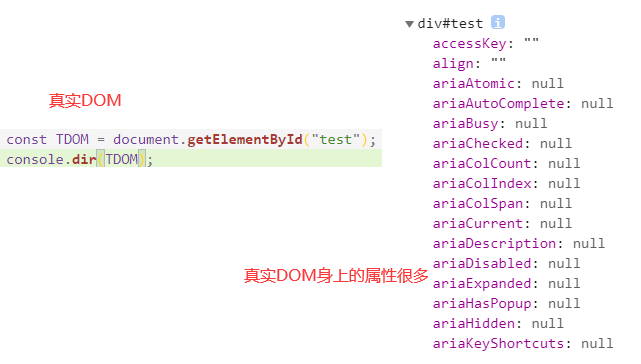 真实DOM
const TDOM = document.getElementById("test");
console.dir(TDOM);
真实DOM身上的属性很多
div#test i
accessKey: ""
align: ""
ariaAtomic: null
ariaAutoComplete: null
ariaBusy: null
ariaChecked: null
ariaColCount: null
ariaColIndex: null
ariaColSpan: null
ariaCurrent: null
ariaDescription: null
ariaDisabled: null
ariaExpanded: null
ariaHasPopup: null
ariaHidden: null
ariaKeyShortcuts: null